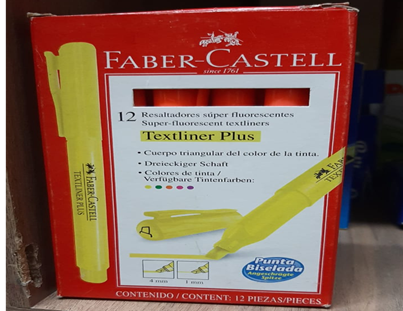 FABER-CASTELL
since 1761
12 Resaltadores súper fluorescentes
Super-fluorescent textliners
Textliner Plus
• Cuerpo triangular del color de la tinta.
• Dreieckiger Schaft
• Colores de tinta/
Verfügbare Tintenfarben:
FABER-CASTELL
TEXTLINER PLUS
FABER-CASTELL
Punta
Biselada
Angeschrägte
Spitze
4 mm
1 mm
CONTENIDO / CONTENT: 12 PIEZAS/PIECES